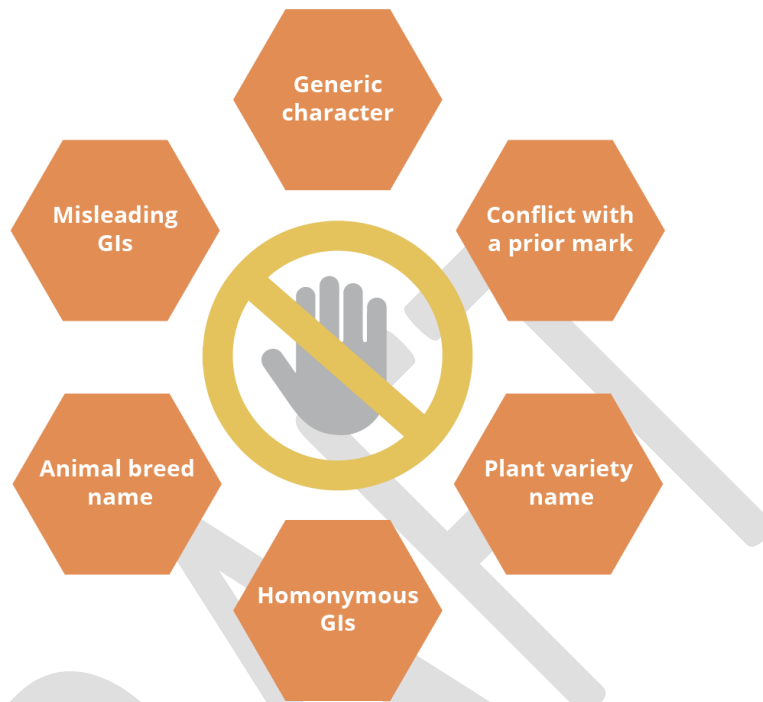 Generic
character
Misleading
GIs
Conflict with
a prior mark
Animal breed
name
Plant variety
name
Homonymous
GIs